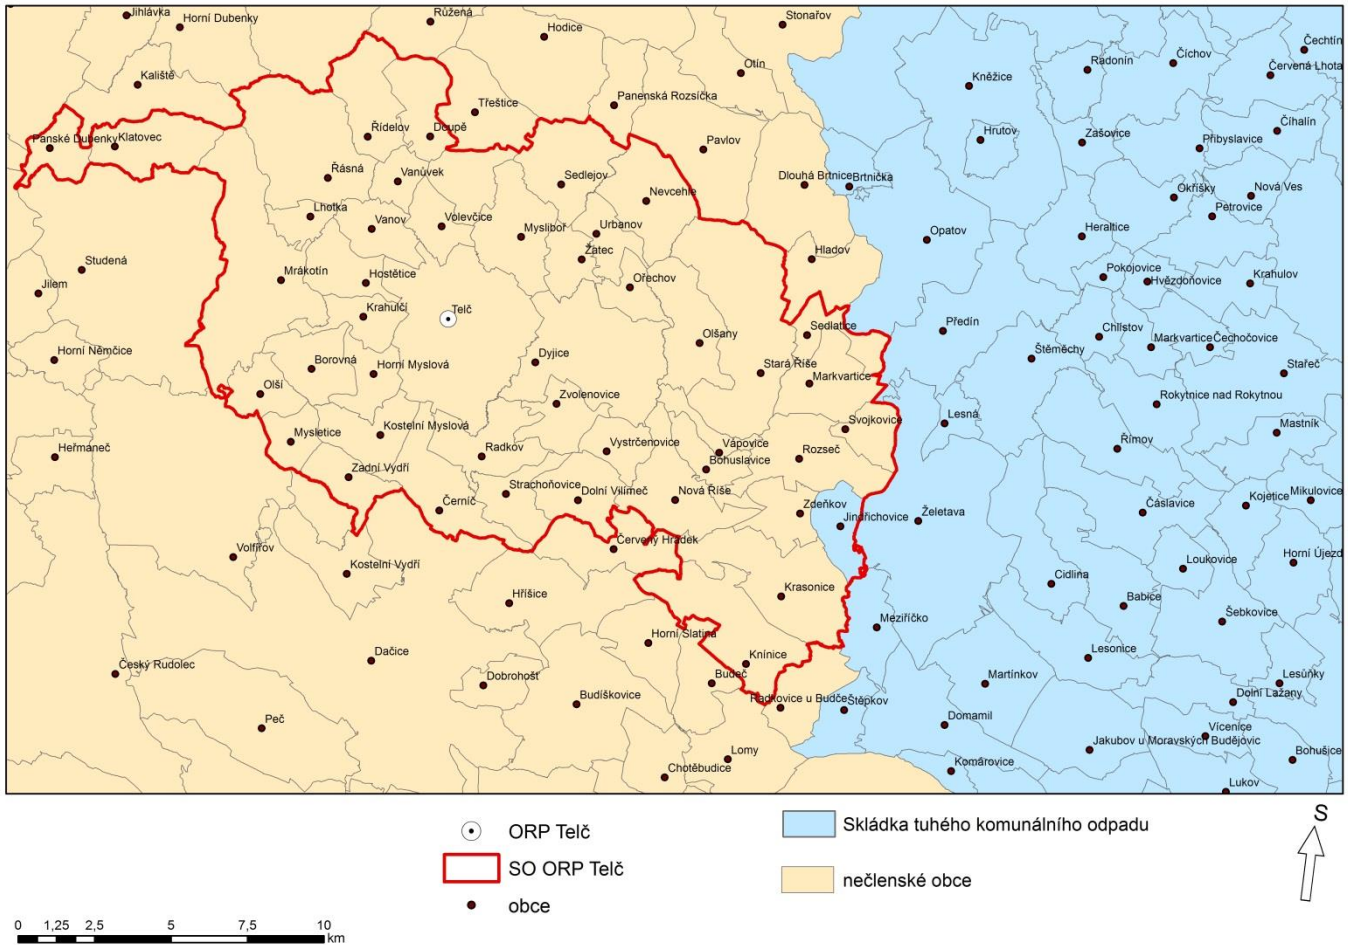 Jihlávka
Horní Dubenky
Růžená
Hodice
Stonařov
Čechtín
Kaliště
Otín
Kněžice
Radonín
Číchov
Červená Lhota
Třeštice
Panenská Rozsíčka
Panské Dubenky
Klatovec
Řídelov
Doupě
Pavlov
Hrutov
Zašovice
Přibyslavice
Číhalín
Řásná
Vanůvek
Sedlejov
Nevcehle
Dlouhá Brtnice
Brtnička
Okříšky
Nová Ves
Lhotka
Vanov
Volevčice
Myslibоř
Urbanov
Petrovice
Žatec
Hladov
Opatov
Heraltice
Studená
Jilem
Mrákotín
Hostětice
Ořechov
Pokojovice
Hvězdoňovice
Krahulov
Krahulčí
Telč
Olšany
Sedlatice
Předín
Chlístov
Markvartice
Čechočovice
Štěměchy
Horní Němčice
Borovná
Horní Myslová
Dyjice
Stará Říše
Markvartice
Stařeč
Olší
Zvolenovice
Rokytnice nad Rokytnou
Mysletice
Kostelní Myslová
Svojkovice
Lesná
Mastník
Heřmaneč
Zadní Vydří
Radkov
Vystrčenovice
Vápovice
Bohuslavice
Rozseč
Římov
Strachoňovice
Dolní Vilímeč
Nová Říše
Černíč
Zdeňkov
Jindřichovice
Želetava
Čáslavice
Kojetice
Mikulovice
Volfířov
Kostelní Vydří
Červený Hrádek
Cidlina
Loukovice
Horní Újezd
Hříšice
Krasonice
Babice
Šebkovice
Meziříčko
Horní Slatina
Dačice
Knínice
Lesonice
Český Rudolec
Dobrohošť
Budeč
Martínkov
Lesůňky
Budíškovice
Radkovice u Budče
Štěpkov
Dolní Lažany
Peč
Domamil
Vícenice
Lomy
Jakubov u Moravských Budějovic
Bohušice
Chotěbudice
Komárovice
Lukov
ORP Telč
SO ORP Telč
obce
Skládka tuhého komunálního odpadu
nečlenské obce
S
0 1,25 2,5 5 7,5 10
km